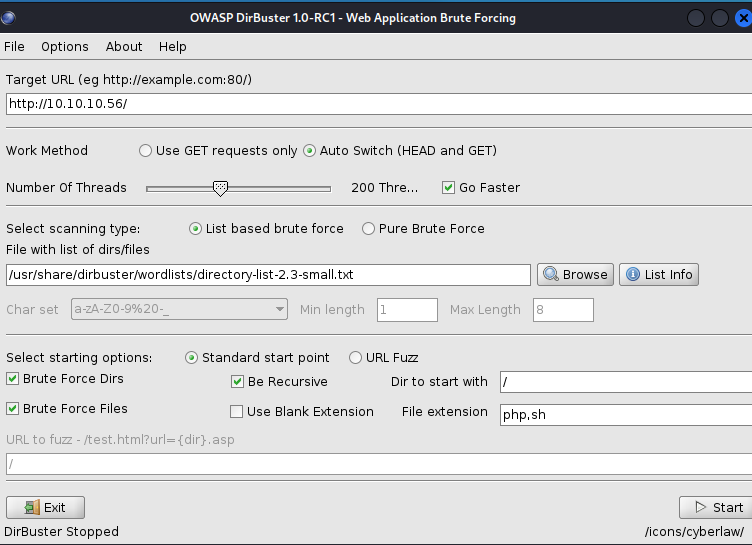 OWASP DirBuster 1.0-RC1 - Web Application Brute Forcing
File Options About Help
Target URL (eg http://example.com:80/)
http://10.10.10.56/
Work Method Use GET requests only Auto Switch (HEAD and GET)
Number Of Threads 200 Thre... Go Faster
Select scanning type: List based brute force Pure Brute Force
File with list of dirs/files
/usr/share/dirbuster/wordlists/directory-list-2.3-small.txt Browse List Info
Char set a-zA-Z0-9%20-_ Min length 1 Max Length 8
Select starting options: Standard start point URL Fuzz
Brute Force Dirs Be Recursive Dir to start with /
Brute Force Files Use Blank Extension File extension php,sh
URL to fuzz - /test.html?url={dir}.asp
/
Exit Start
DirBuster Stopped /icons/cyberlaw/